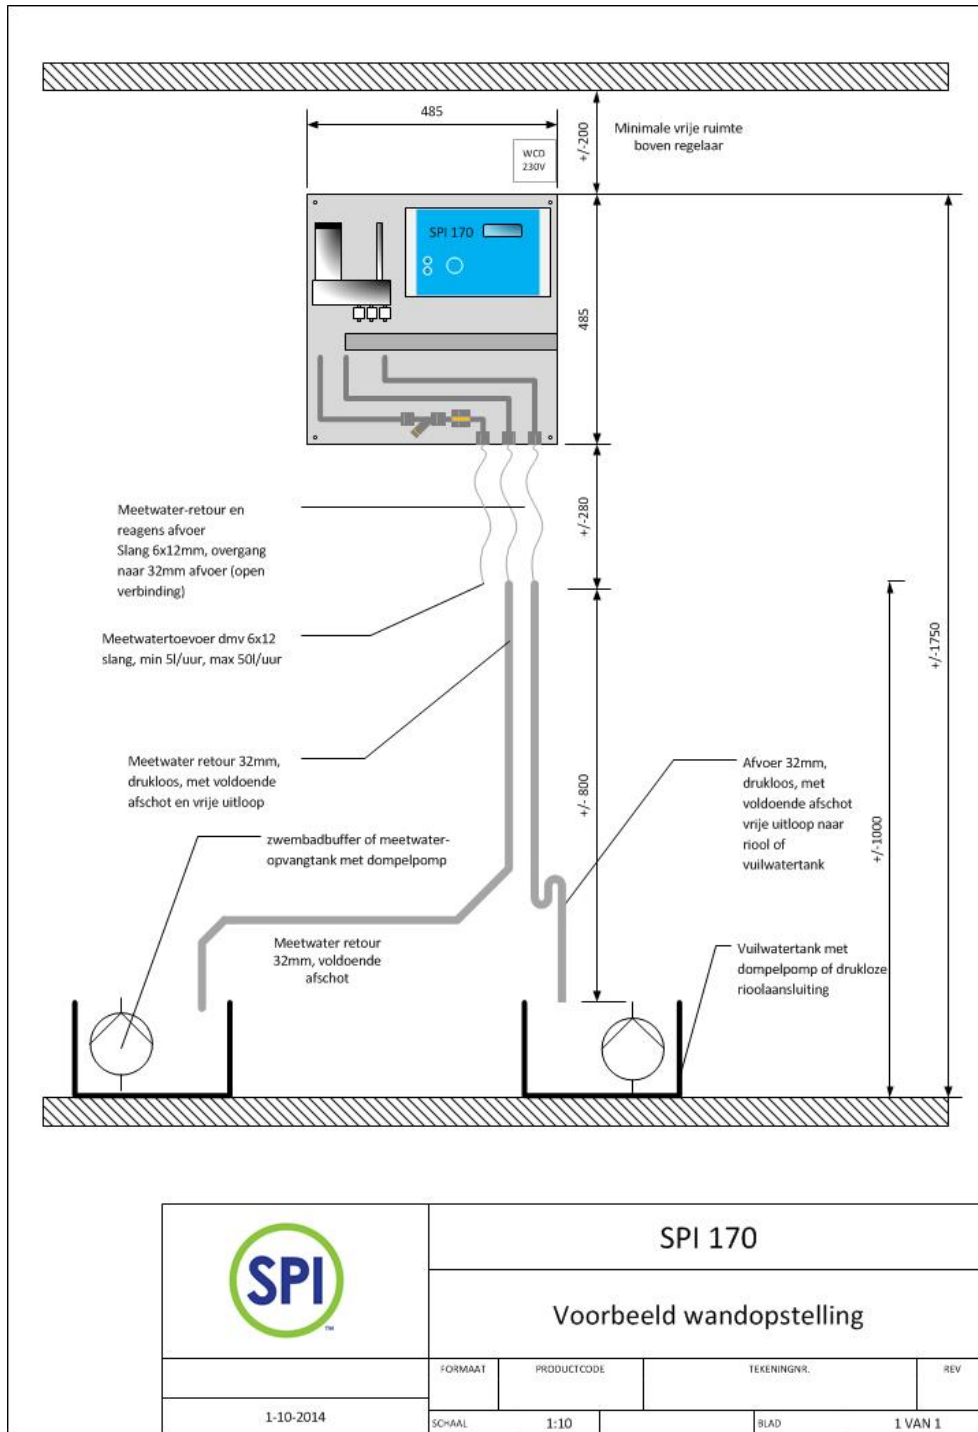 485
WCD
230V
+/-200
Minimale vrije ruimte
boven regelaar
SPI 170
485
+/-280
Meetwater-retour en
reagens afvoer
Slang 6x12mm, overgang
naar 32mm afvoer (open
verbinding)
Meetwatertoevoer dmv 6x12
slang, min 5l/uur, max 50l/uur
+/-1750
Meetwater retour 32mm,
drukloos, met voldoende
afschot en vrije uitloop
+/- 800
Afvoer 32mm,
drukloos, met
voldoende afschot
vrije uitloop naar
riool of
vuilwatertank
+/-1000
zwembadbuffer of meetwater-
opvangtank met dompelpomp
Meetwater retour
32mm, voldoende
afschot
Vuilwatertank met
dompelpomp of drukloze
rioolaansluiting
SPI
TM
SPI 170
Voorbeeld wandopstelling
FORMAAT PRODUCTCODE TEKENINGNR. REV
1-10-2014
SCHAAL 1:10 BLAD 1 VAN 1